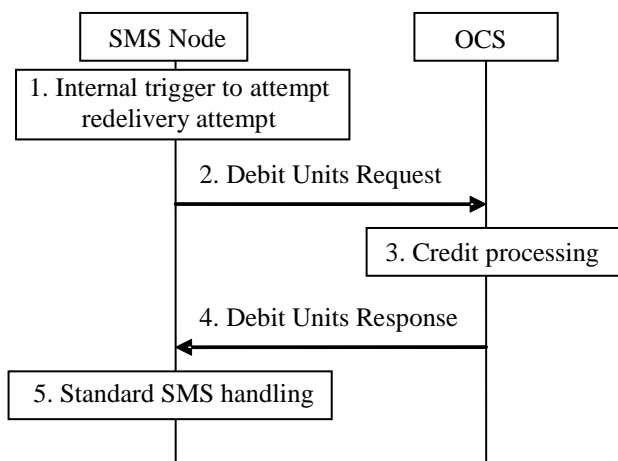 SMS Node
OCS
1. Internal trigger to attempt
redelivery attempt
2. Debit Units Request
3. Credit processing
4. Debit Units Response
5. Standard SMS handling